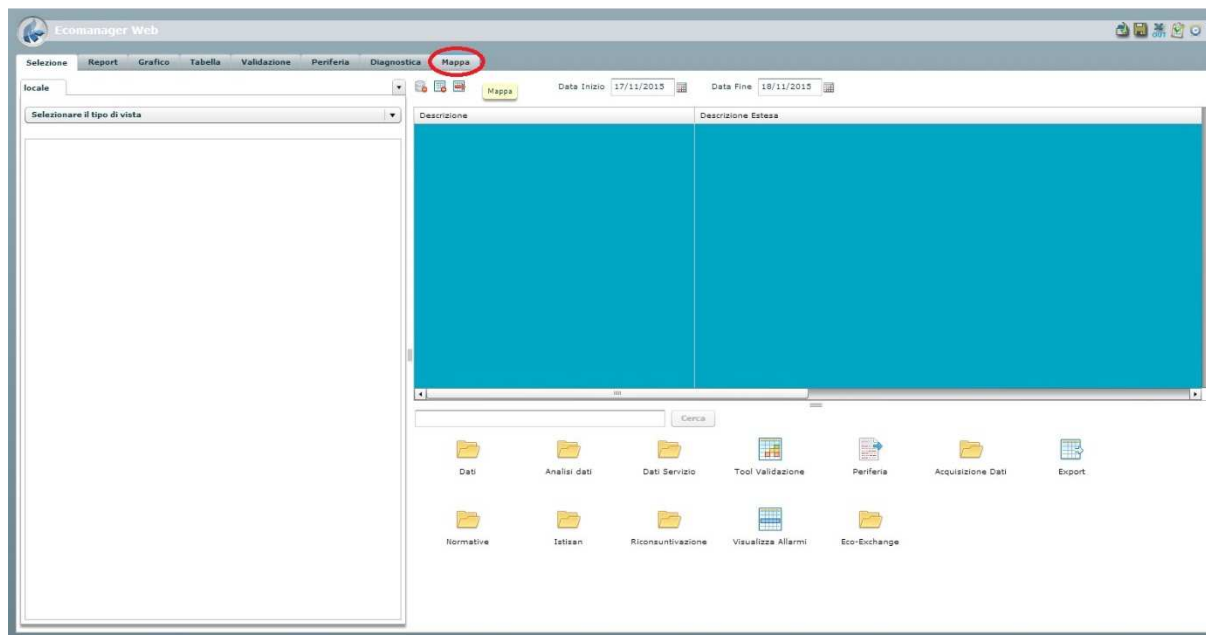 Ecomanager Web
Selezione Report Grafico Tabella Validazione Periferia Diagnostica Mappa
locale
Mappa
Data Inizio 17/11/2015 Data Fine 18/11/2015
Selezionare il tipo di vista
Descrizione Descrizione Estesa
Cerca
Dati Analisi dati Dati Servizio Tool Validazione Periferia Acquisizione Dati Export
Normative Istisan Riconsuntivazione Visualizza Allarmi Eco-Exchange